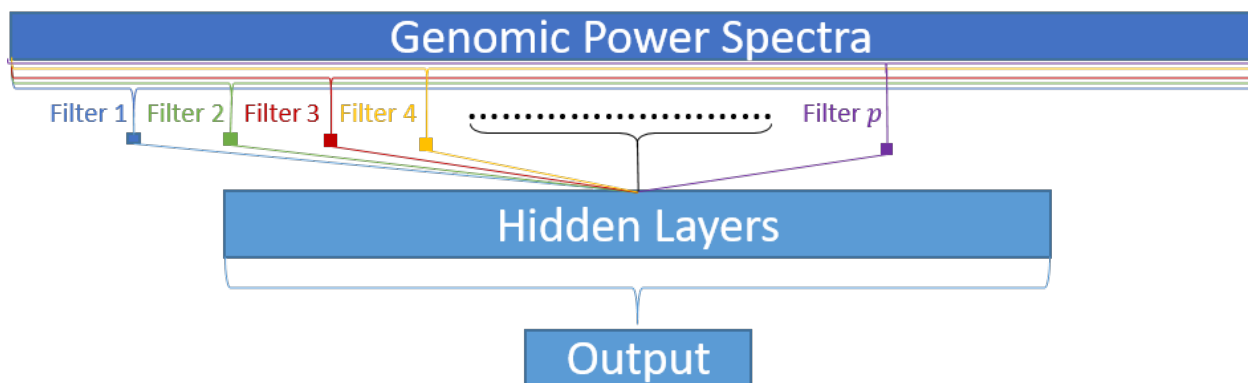 Genomic Power Spectra
Filter 1 Filter 2 Filter 3 Filter 4 Filter p
Hidden Layers
Output